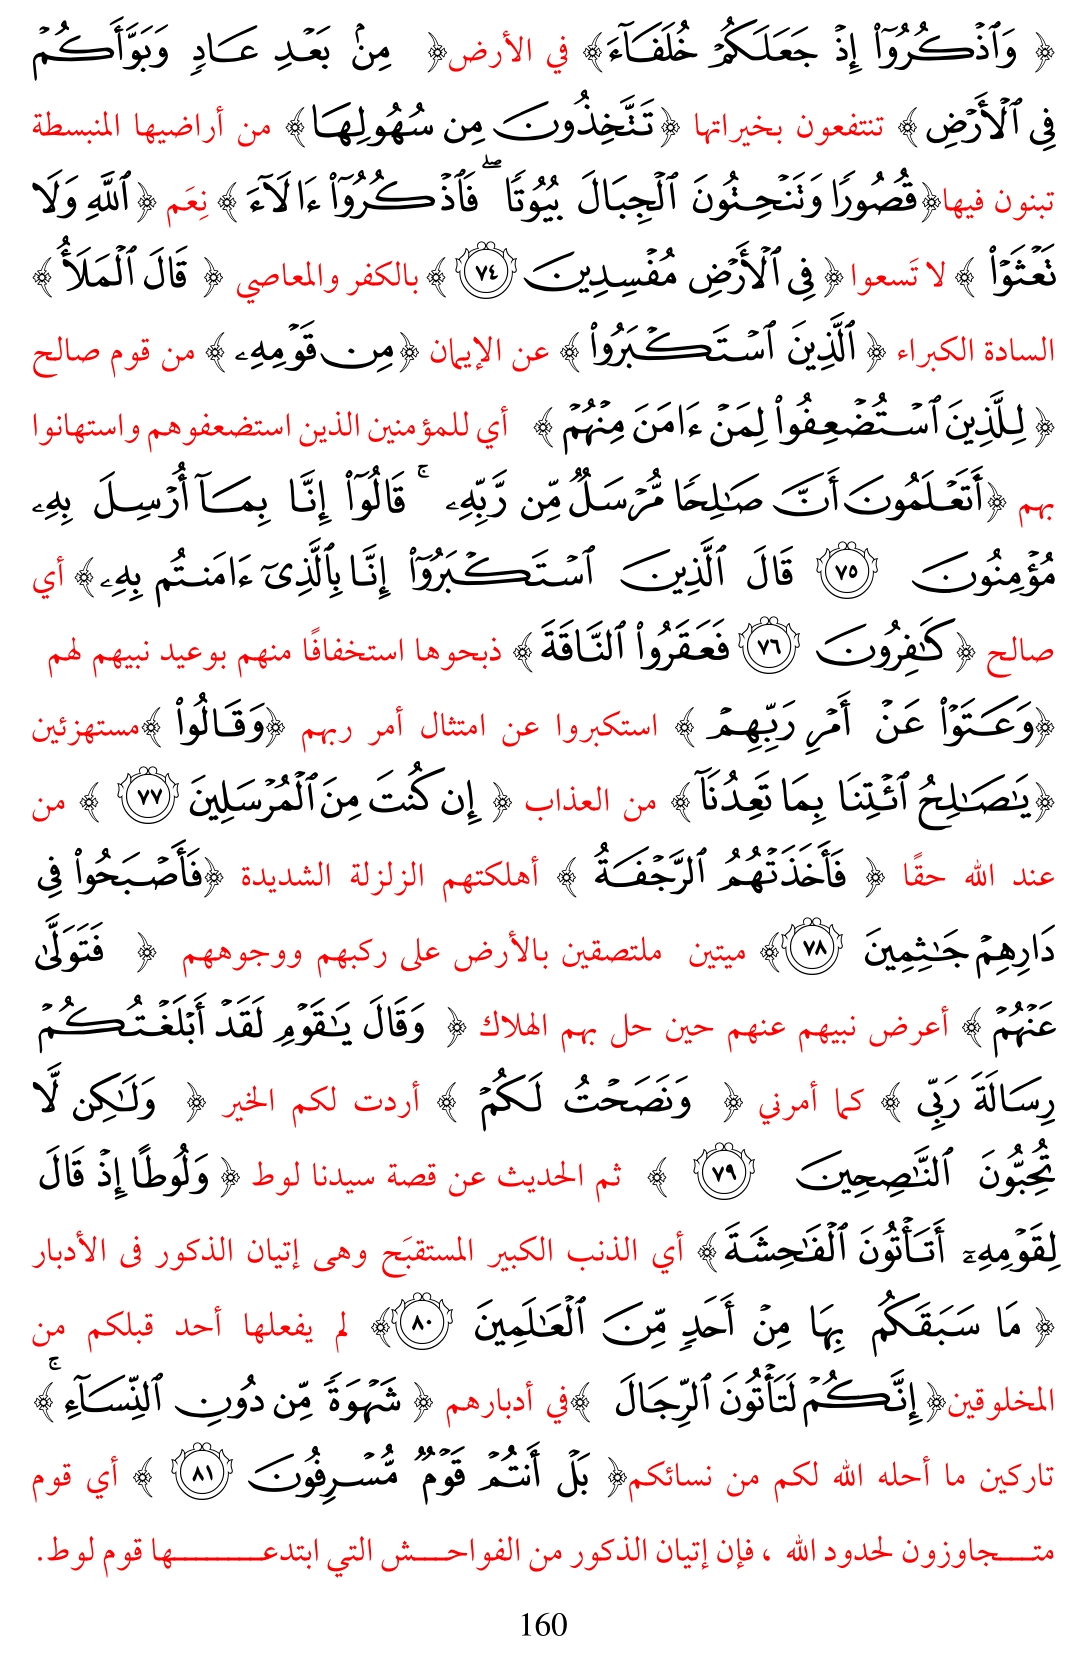 ﴿ وَٱذۡكُرُوٓاْ إِذۡ جَعَلَكُمۡ خُلَفَآءَ﴾ في الأرض﴿ مِنۢ بَعۡدِ عَادٖ وَبَوَّأَكُمۡ
فِي ٱلۡأَرۡضِ ﴾ تنتفعون بخيراتها ﴿تَتَّخِذُونَ مِن سُهُولِهَا﴾ من أراضيها المنبسطة
تبنون فيها﴿قُصُورٗا وَتَنۡحِتُونَ ٱلۡجِبَالَ بُيُوتٗاۖ فَٱذۡكُرُوٓاْ ءَالَآءَ ﴾ نِعَم ﴿ ٱللَّهِ وَلَا
تَعۡثَوۡاْ ﴾ لا تَسعوا ﴿ فِي ٱلۡأَرۡضِ مُفۡسِدِينَ ٧٤ ﴾ بالكفر والمعاصي ﴿ قَالَ ٱلۡمَلَأُ ﴾
السادة الكبراء ﴿ ٱلَّذِينَ ٱسۡتَكۡبَرُواْ ﴾ عن الإيمان ﴿مِن قَوۡمِهِۦ ﴾ من قوم صالح
﴿ لِلَّذِينَ ٱسۡتُضۡعِفُواْ لِمَنۡ ءَامَنَ مِنۡهُمۡ ﴾ أي للمؤمنين الذين استضعفوهم واستهانوا
بهم ﴿أَتَعۡلَمُونَ أَنَّ صَٰلِحٗا مُّرۡسَلٞ مِّن رَّبِّهِۦۚ قَالُوٓاْ إِنَّا بِمَآ أُرۡسِلَ بِهِۦ
مُؤۡمِنُونَ ٧٥ قَالَ ٱلَّذِينَ ٱسۡتَكۡبَرُوٓاْ إِنَّا بِٱلَّذِيٓ ءَامَنتُم بِهِۦ﴾ أي
صالح ﴿كَٰفِرُونَ ٧٦ فَعَقَرُواْ ٱلنَّاقَةَ﴾ ذبحوها استخفافًا منهم بوعيد نبيهم لهم
﴿وَعَتَوۡاْ عَنۡ أَمۡرِ رَبِّهِمۡ ﴾ استكبروا عن امتثال أمر ربهم ﴿وَقَالُواْ ﴾مستهزئين
﴿يَٰصَٰلِحُ ٱئۡتِنَا بِمَا تَعِدُنَآ﴾ من العذاب ﴿ إِن كُنتَ مِنَ ٱلۡمُرۡسَلِينَ ٧٧ ﴾ من
عند الله حقًا ﴿ فَأَخَذَتۡهُمُ ٱلرَّجۡفَةُ ﴾ أهلكتهم الزلزلة الشديدة ﴿فَأَصۡبَحُواْ فِي
دَارِهِمۡ جَٰثِمِينَ ٧٨﴾ ميتين ملتصقين بالأرض على ركبهم ووجوههم ﴿ فَتَوَلَّىٰ
عَنۡهُمۡ ﴾ أعرض نبيهم عنهم حين حل بهم الهلاك ﴿ وَقَالَ يَٰقَوۡمِ لَقَدۡ أَبۡلَغۡتُكُمۡ
رِسَالَةَ رَبِّي ﴾ كما أمرني ﴿ وَنَصَحۡتُ لَكُمۡ ﴾ أردت لكم الخير ﴿ وَلَٰكِن لَّا
تُحِبُّونَ ٱلنَّٰصِحِينَ ٧٩ ﴾ ثم الحديث عن قصة سيدنا لوط ﴿ وَلُوطًا إِذۡ قَالَ
لِقَوۡمِهِۦٓ أَتَأۡتُونَ ٱلۡفَٰحِشَةَ﴾ أي الذنب الكبير المستقبَح وهى إتيان الذكور فى الأدبار
﴿ مَا سَبَقَكُم بِهَا مِنۡ أَحَدٖ مِّنَ ٱلۡعَٰلَمِينَ ٨٠﴾ لم يفعلها أحد قبلكم من
المخلوقين﴿إِنَّكُمۡ لَتَأۡتُونَ ٱلرِّجَالَ ﴾في أدبارهم ﴿ شَهۡوَةٗ مِّن دُونِ ٱلنِّسَآءِۚ ﴾
تاركين ما أحله الله لكم من نسائكم﴿ بَلۡ أَنتُمۡ قَوۡمٞ مُّسۡرِفُونَ ٨١ ﴾ أي قوم
متـــجاوزون لحدود الله ، فإن إتيان الذكور من الفواحـــش التي ابتدعـــــــــها قوم لوط.
160